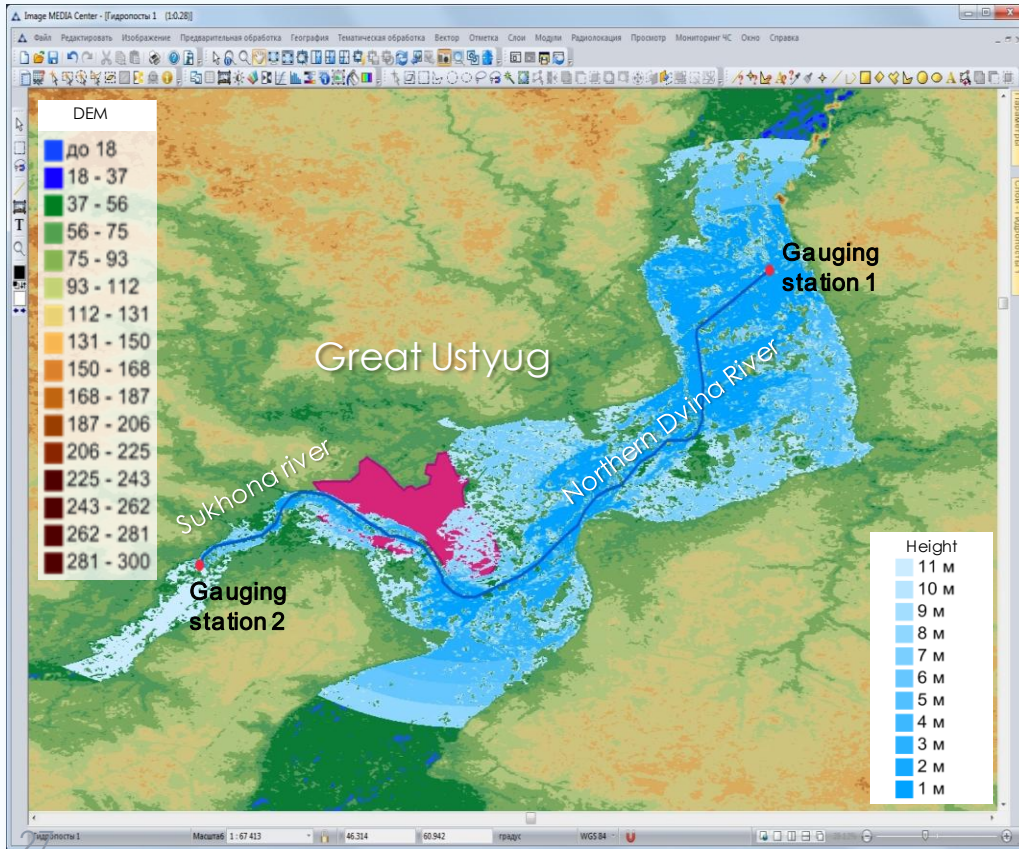 Image MEDIA Center - [Гидропосты 1 (1:0.28)]
Файл Редактировать Изображение Предварительная обработка География Тематическая обработка Вектор Отметка Слои Модули Радиолокация Просмотр Мониторинг ЧС Окно Справка
DEM
до 18
18 - 37
37 - 56
56 - 75
75 - 93
93 - 112
112 - 131
131 - 150
150 - 168
168 - 187
187 - 206
206 - 225
225 - 243
243 - 262
262 - 281
281 - 300
Параметры
Gauging
station 1
Great Ustyug
Northern Dvina River
Sukhona river
Gauging
station 2
Height
11 м
10 м
9 м
8 м
7 м
6 м
5 м
4 м
3 м
2 м
1 м
Гидропосты 1 Масштаб 1 : 67 413 46.314 60.942 градус WGS 84